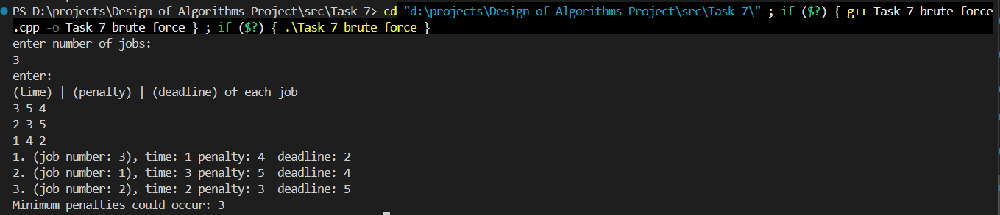 PS D:\projects\Design-of-Algorithms-Project\src\Task 7> cd "d:\projects\Design-of-Algorithms-Project\src\Task 7\" ; if ($?) { g++ Task_7_brute_force
.cpp -o Task_7_brute_force } ; if ($?) { .\Task_7_brute_force }
enter number of jobs:
3
enter:
(time) | (penalty) | (deadline) of each job
3 5 4
2 3 5
1 4 2
1. (job number: 3), time: 1 penalty: 4  deadline: 2
2. (job number: 1), time: 3 penalty: 5  deadline: 4
3. (job number: 2), time: 2 penalty: 3  deadline: 5
Minimum penalties could occur: 3